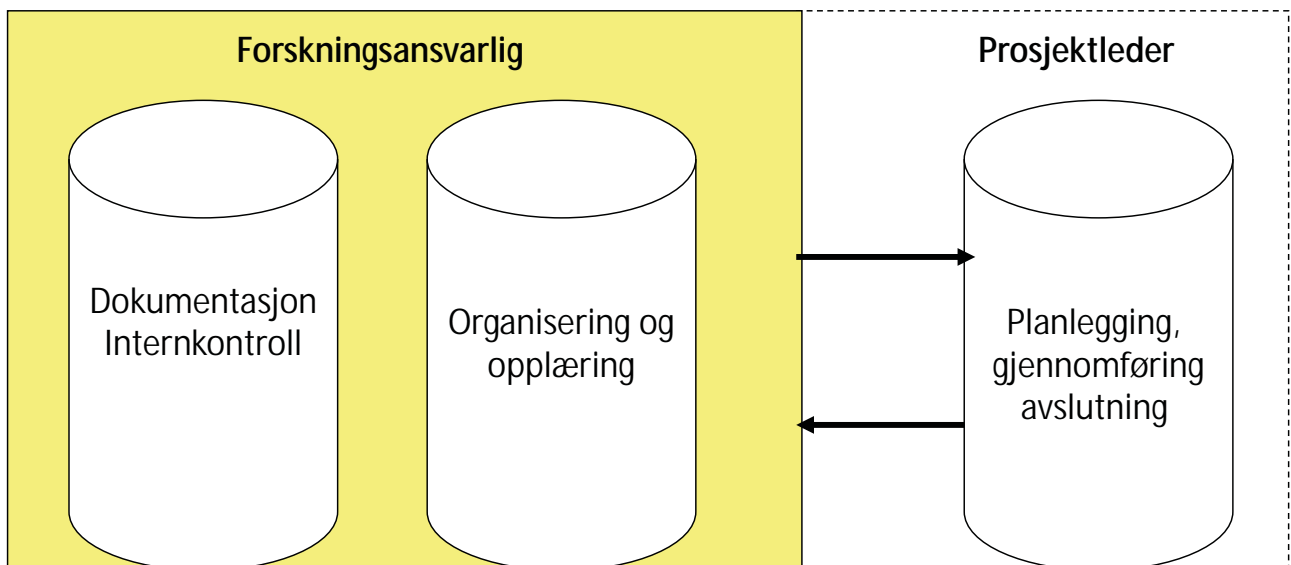 Forskningsansvarlig
Prosjektleder
Dokumentasjon
Internkontroll
Organisering og
opplæring
Planlegging,
gjennomføring
avslutning